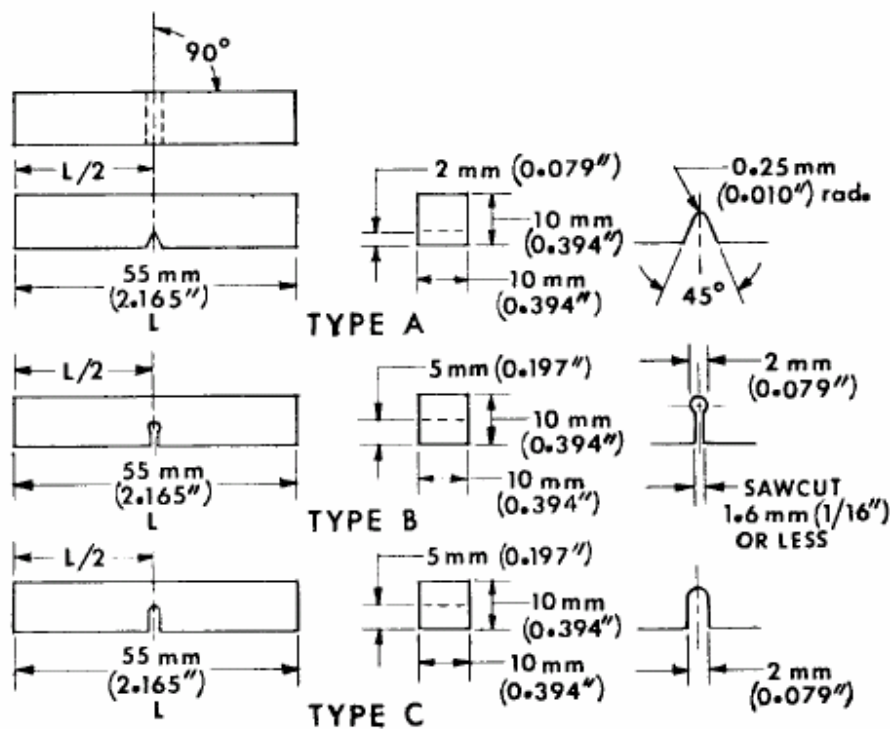 90°
L/2
2 mm (0.079")
0.25 mm
(0.010") rad.
10 mm
(0.394")
55 mm
(2.165")
L
10 mm
(0.394")
45°
TYPE A
L/2
5 mm (0.197")
2 mm
(0.079")
10 mm
(0.394")
55 mm
(2.165")
L
10 mm
(0.394")
SAWCUT
1.6 mm (1/16")
OR LESS
TYPE B
L/2
5 mm (0.197")
10 mm
(0.394")
55 mm
(2.165")
L
10 mm
(0.394")
2 mm
(0.079")
TYPE C